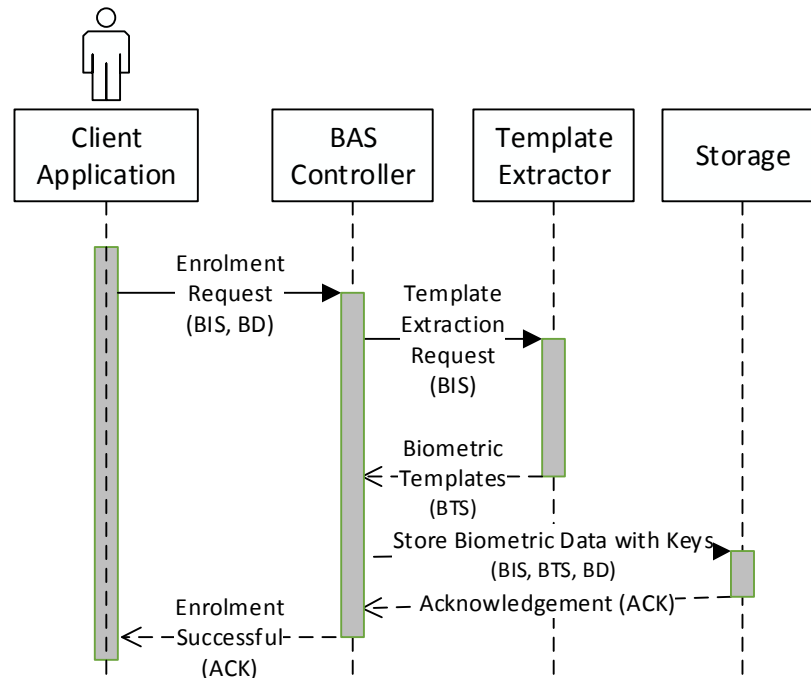 Client
Application
BAS
Controller
Template
Extractor
Storage
Enrolment
Request
(BIS, BD)
Template
Extraction
Request
(BIS)
Biometric
Templates
(BTS)
Store Biometric Data with Keys
(BIS, BTS, BD)
Acknowledgement (ACK)
Enrolment
Successful
(ACK)